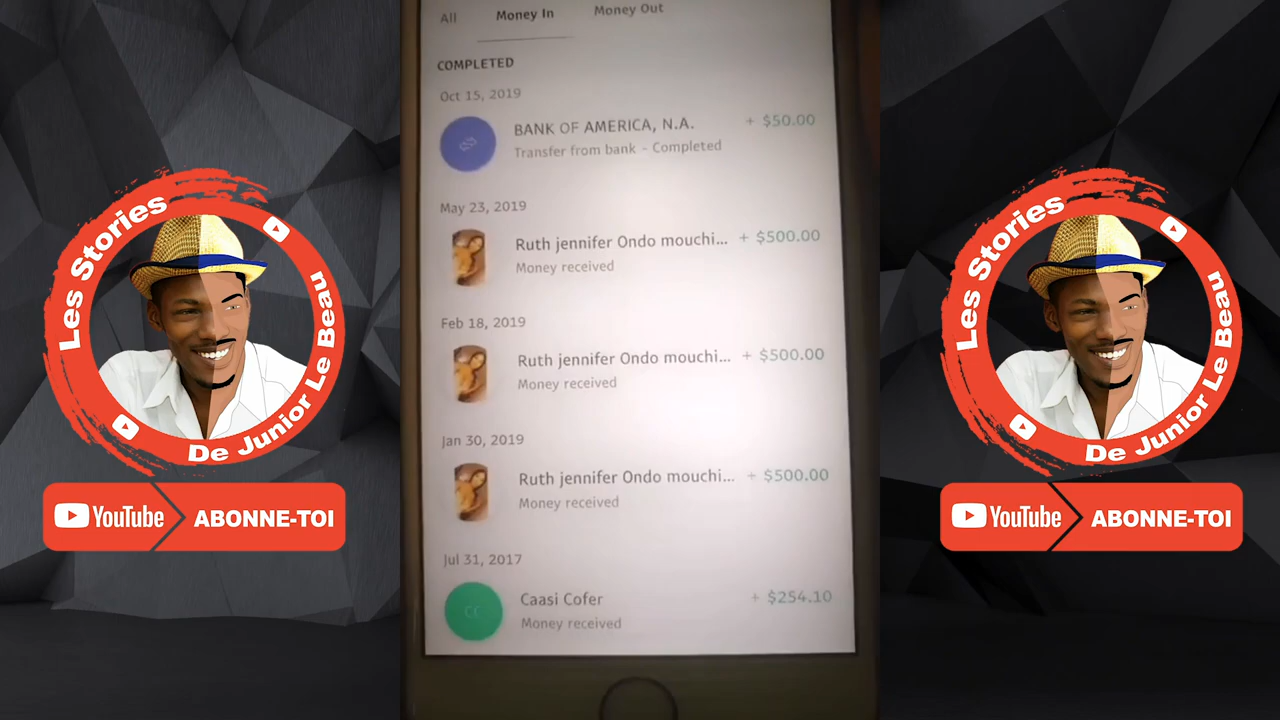 All Money In Money Out
COMPLETED
Oct 15, 2019
BANK OF AMERICA, N.A. + $50.00
Transfer from bank - Completed
May 23, 2019
Ruth jennifer Ondo mouchi... + $500.00
Money received
Feb 18, 2019
Ruth jennifer Ondo mouchi... + $500.00
Money received
Jan 30, 2019
Ruth jennifer Ondo mouchi... + $500.00
Money received
Jul 31, 2017
CC
Caasi Cofer + $254.10
Money received
Les Stories
De Junior Le Beau
YouTube ABONNE-TOI
Les Stories
De Junior Le Beau
YouTube ABONNE-TOI